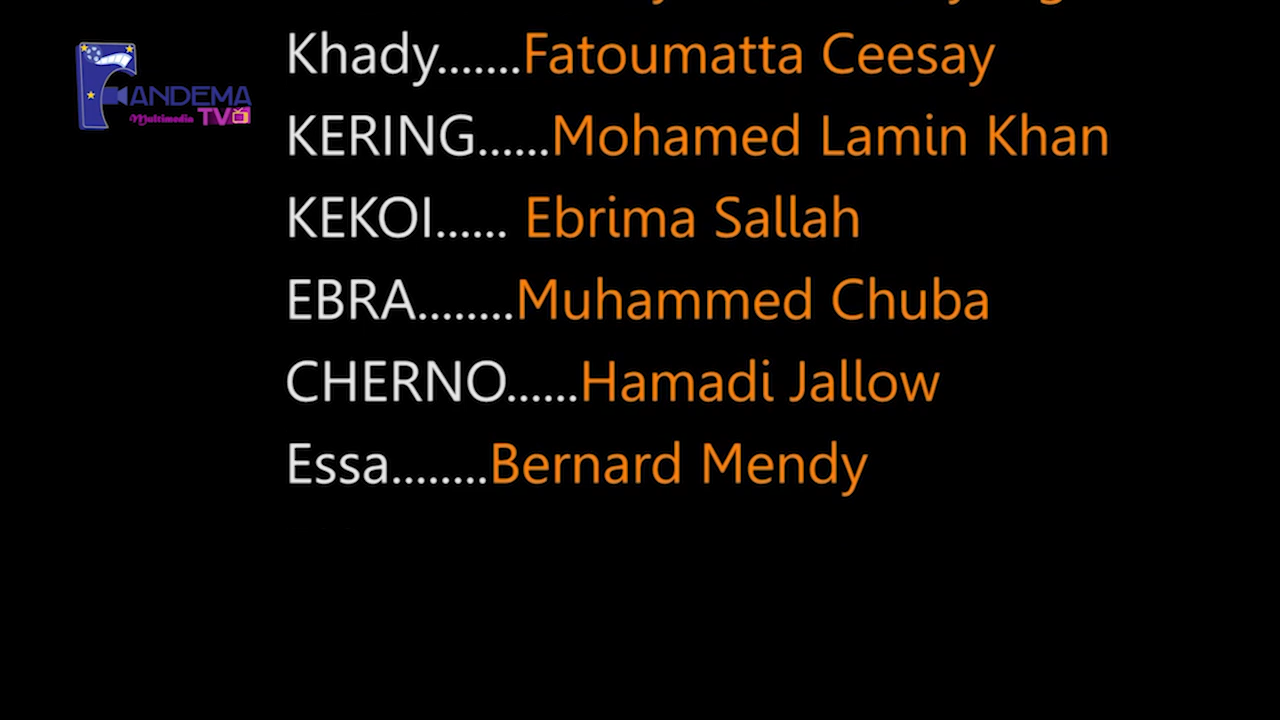 Khady.......Fatoumatta Ceesay
KERING......Mohamed Lamin Khan
KEKOI...... Ebrima Sallah
EBRA........Muhammed Chuba
CHERNO......Hamadi Jallow
Essa........Bernard Mendy
FANDEMA
Multimedia TV